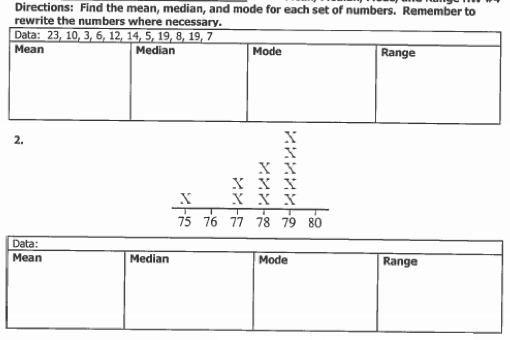 Directions: Find the mean, median, and mode for each set of numbers. Remember to
rewrite the numbers where necessary.
Data: 23, 10, 3, 6, 12, 14, 5, 19, 8, 19, 7
Mean Median Mode Range
2.
X
X
X X
X X X
X X X X
75 76 77 78 79 80
Data:
Mean Median Mode Range